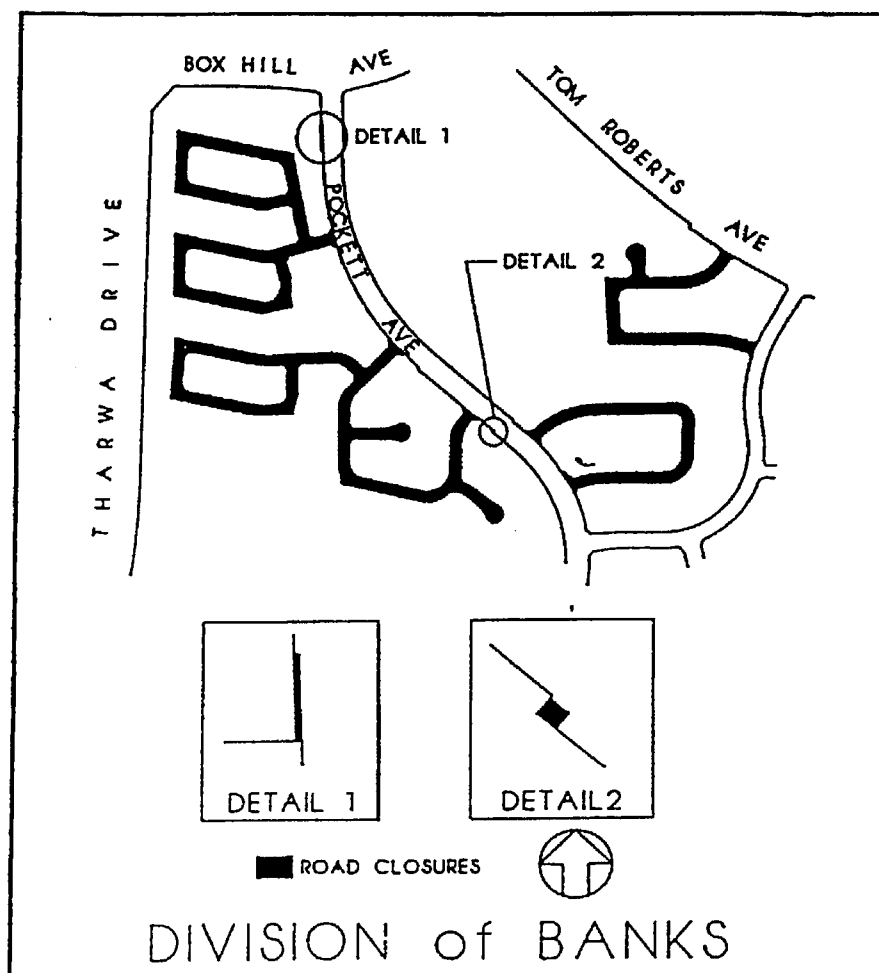 BOX HILL AVE
TOM ROBERTS AVE
DETAIL 1
THARWA DRIVE
POCKETT AVE
DETAIL 2
DETAIL 1
DETAIL2
ROAD CLOSURES
DIVISION of BANKS